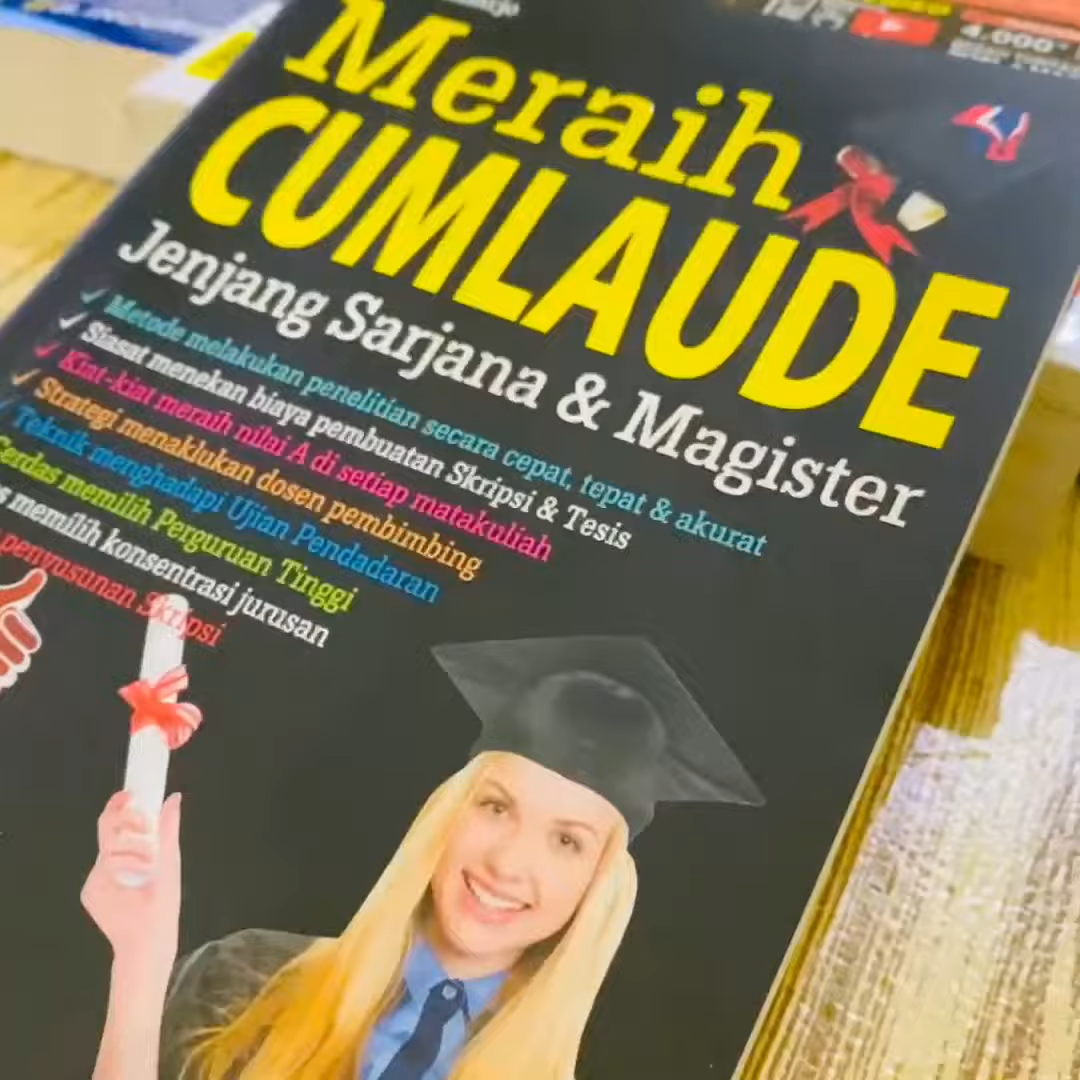 4.000+
Meraih
CUMLAUDE
Jenjang Sarjana & Magister
Metode melakukan penelitian secara cepat, tepat & akurat
Siasat menekan biaya pembuatan Skripsi & Tesis
Kiat-kiat meraih nilai A di setiap matakuliah
Strategi menaklukan dosen pembimbing
Teknik menghadapi Ujian Pendadaran
Cerdas memilih Perguruan Tinggi
memilih konsentrasi jurusan
penyusunan Skripsi